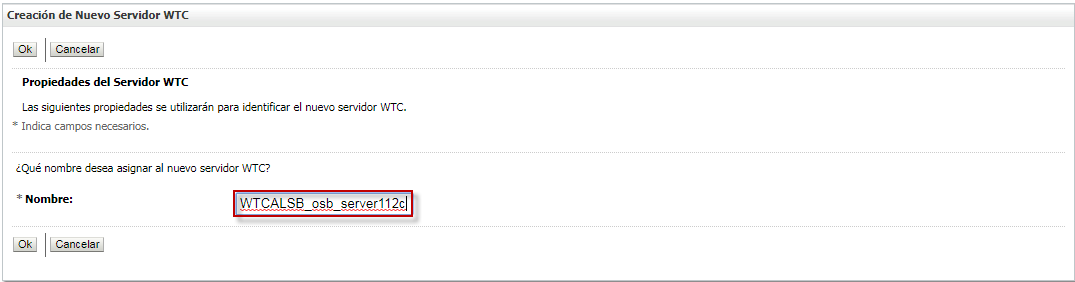 Creación de Nuevo Servidor WTC
Ok Cancelar
Propiedades del Servidor WTC
Las siguientes propiedades se utilizarán para identificar el nuevo servidor WTC.
* Indica campos necesarios.
¿Qué nombre desea asignar al nuevo servidor WTC?
* Nombre: WTCALSB_osb_server112c
Ok Cancelar